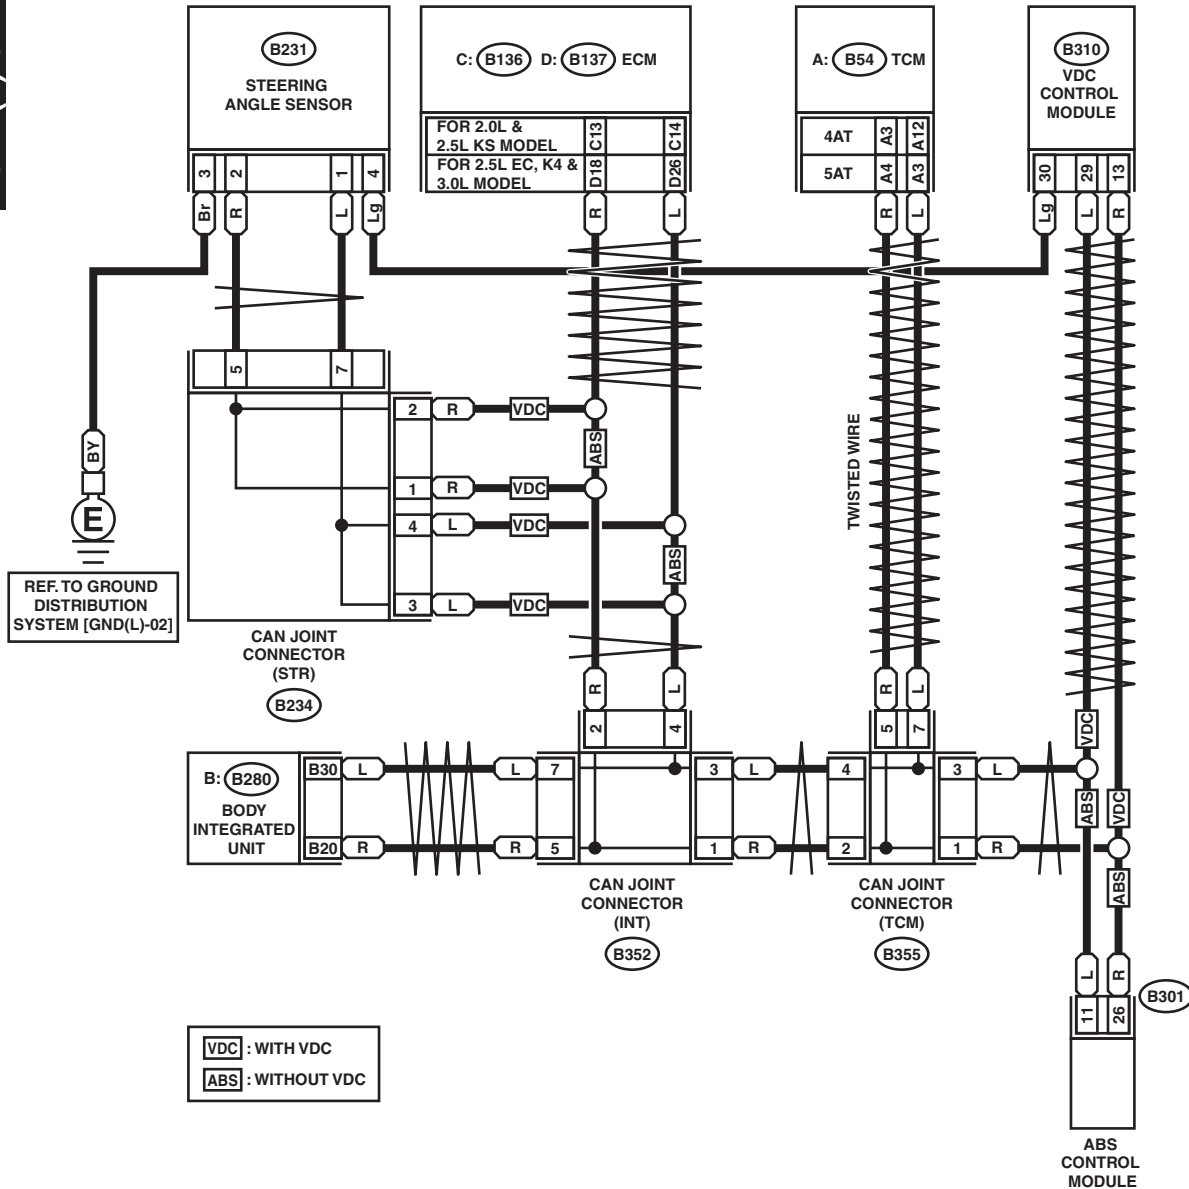 B231
STEERING
ANGLE SENSOR
C: B136 D: B137 ECM
A: B54 TCM
B310
VDC
CONTROL
MODULE
FOR 2.0L &
2.5L KS MODEL
C13
C14
FOR 2.5L EC, K4 &
3.0L MODEL
D18
D26
4AT
A3
A12
5AT
A4
A3
3
2
1
4
30
29
13
Br
R
L
Lg
R
L
R
L
Lg
L
R
5
7
2
R
VDC
ABS
1
R
VDC
4
L
VDC
ABS
3
L
VDC
BY
E
TWISTED WIRE
REF. TO GROUND
DISTRIBUTION
SYSTEM [GND(L)-02]
CAN JOINT
CONNECTOR
(STR)
B234
R
L
R
L
2
4
5
7
VDC
B: B280
BODY
INTEGRATED
UNIT
B30
L
L
7
3
L
4
3
L
ABS
VDC
B20
R
R
5
1
R
2
1
R
ABS
CAN JOINT
CONNECTOR
(INT)
B352
CAN JOINT
CONNECTOR
(TCM)
B355
L
R
B301
11
26
VDC : WITH VDC
ABS : WITHOUT VDC
ABS
CONTROL
MODULE